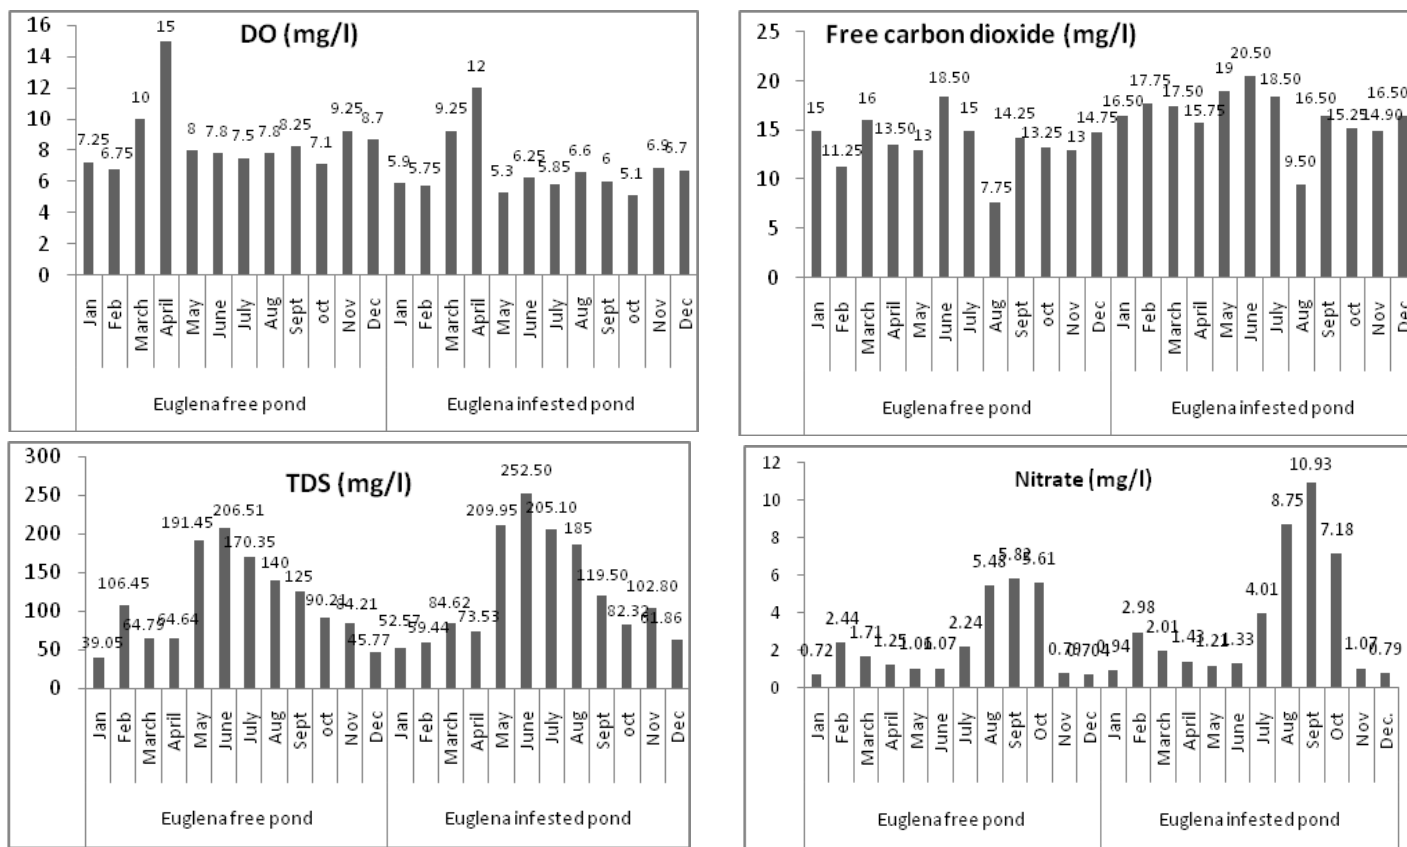 DO (mg/l)
16
14
12
10
8
6
4
2
0
7.25
6.75
10
15
8
7.8
7.5
7.8
8.25
7.1
9.25
8.7
5.9
5.75
9.25
12
5.3
6.25
5.85
6.6
6
5.1
6.9
6.7
Jan
Feb
March
April
May
June
July
Aug
Sept
oct
Nov
Dec
Jan
Feb
March
April
May
June
July
Aug
Sept
oct
Nov
Dec
Euglena free pond
Euglena infested pond
Free carbon dioxide (mg/l)
25
20
15
10
5
0
15
11.25
16
13.50
13
18.50
15
7.75
14.25
13.25
13
14.75
16.50
17.75
17.50
15.75
19
20.50
18.50
9.50
16.50
15.25
14.90
16.50
Jan
Feb
March
April
May
June
July
Aug
Sept
oct
Nov
Dec
Jan
Feb
March
April
May
June
July
Aug
Sept
oct
Nov
Dec
Euglena free pond
Euglena infested pond
TDS (mg/l)
300
250
200
150
100
50
0
39.05
106.45
64.79
64.64
191.45
206.51
170.35
140
125
90.21
84.21
45.77
52.57
59.44
84.62
73.53
209.95
252.50
205.10
185
119.50
82.32
102.80
61.86
Jan
Feb
March
April
May
June
July
Aug
Sept
oct
Nov
Dec
Jan
Feb
March
April
May
June
July
Aug
Sept
oct
Nov
Dec
Euglena free pond
Euglena infested pond
Nitrate (mg/l)
12
10
8
6
4
2
0
0.72
2.44
1.71
1.25
1.06
1.07
2.24
5.48
5.82
5.61
0.79
0.704
0.94
2.98
2.01
1.43
1.21
1.33
4.01
8.75
10.93
7.18
1.07
0.79
Jan
Feb
March
April
May
June
July
Aug
Sept
Oct
Nov
Dec
Jan
Feb
March
April
May
June
July
Aug
Sept
Oct
Nov
Dec.
Euglena free pond
Euglena infested pond